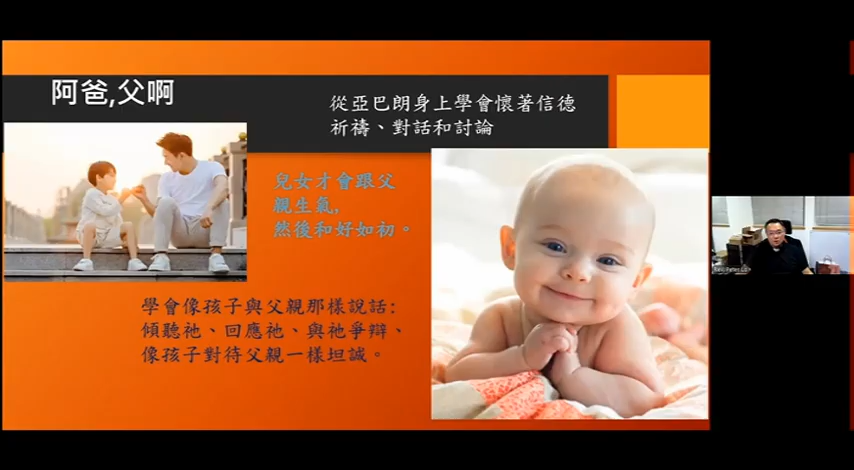 阿爸,父啊
從亞巴朗身上學會懷著信德
祈禱、對話和討論
兒女才會跟父
親生氣,
然後和好如初。
學會像孩子與父親那樣說話:
傾聽祂、回應祂、與祂爭辯、
像孩子對待父親一樣坦誠。